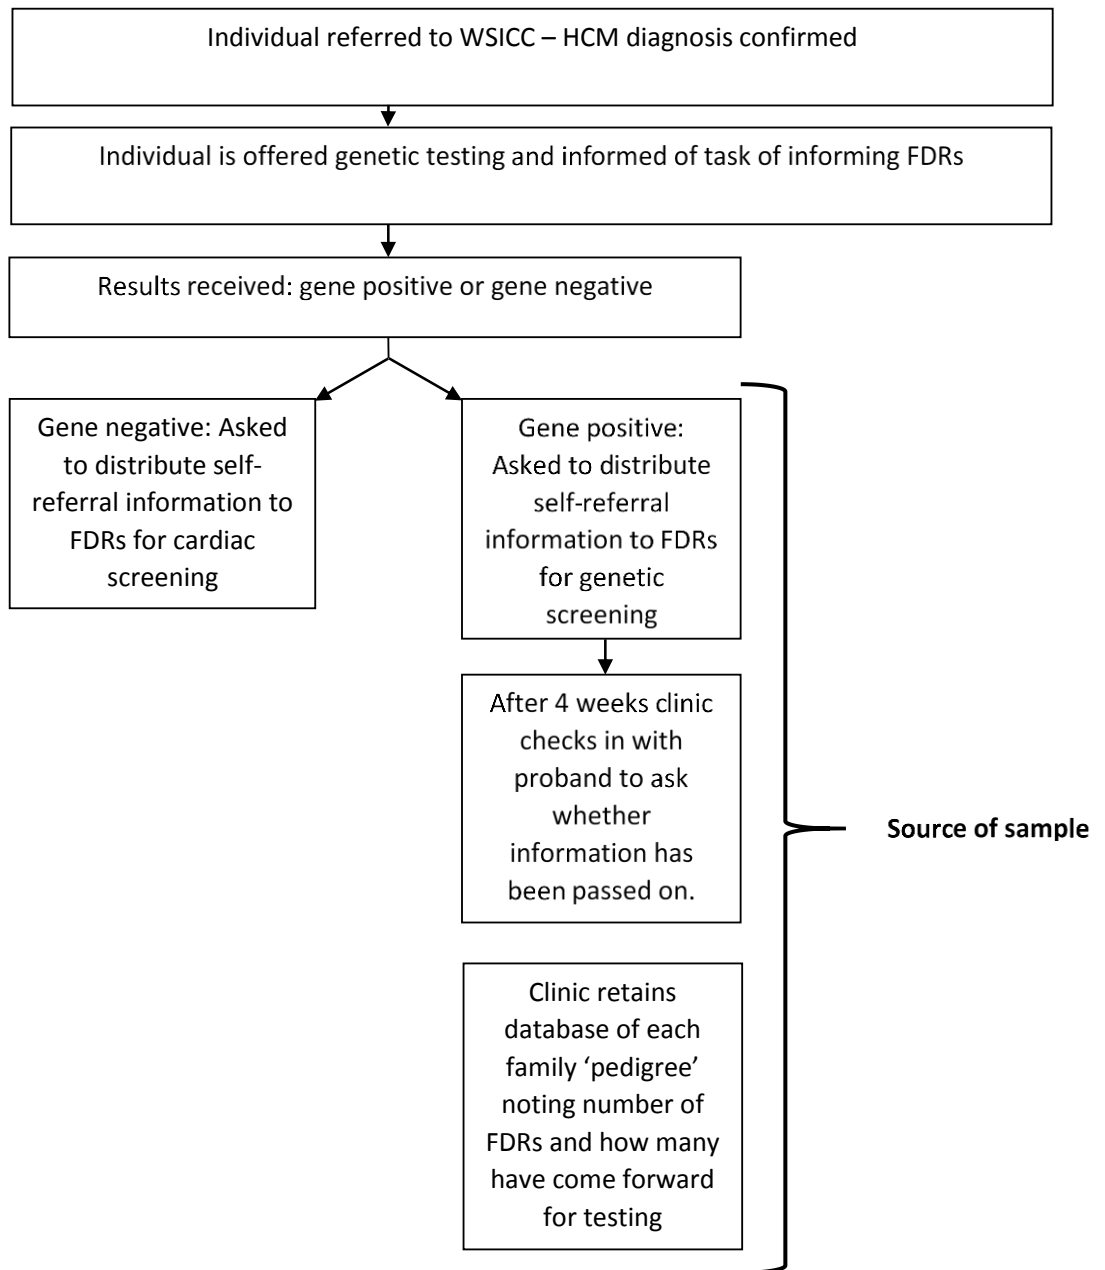 Individual referred to WSICC – HCM diagnosis confirmed
Individual is offered genetic testing and informed of task of informing FDRs
Results received: gene positive or gene negative
Gene negative: Asked
to distribute self-
referral information to
FDRs for cardiac
screening
Gene positive:
Asked to distribute
self-referral
information to FDRs
for genetic
screening
After 4 weeks clinic
checks in with
proband to ask
whether
information has
been passed on.
Clinic retains
database of each
family ‘pedigree’
noting number of
FDRs and how many
have come forward
for testing
Source of sample